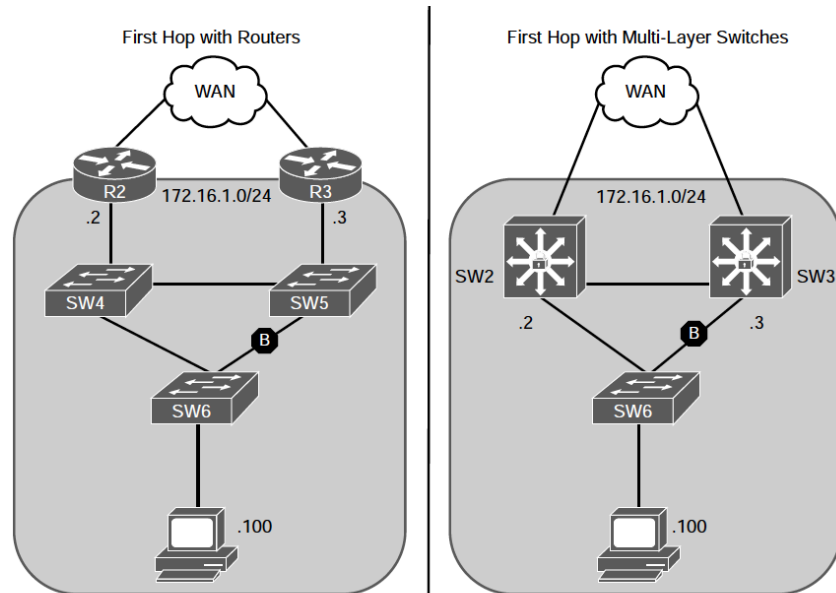 First Hop with Routers
WAN
R2
R3
172.16.1.0/24
.2
.3
SW4
SW5
B
SW6
.100
First Hop with Multi-Layer Switches
WAN
172.16.1.0/24
SW2
SW3
.2
.3
B
SW6
.100